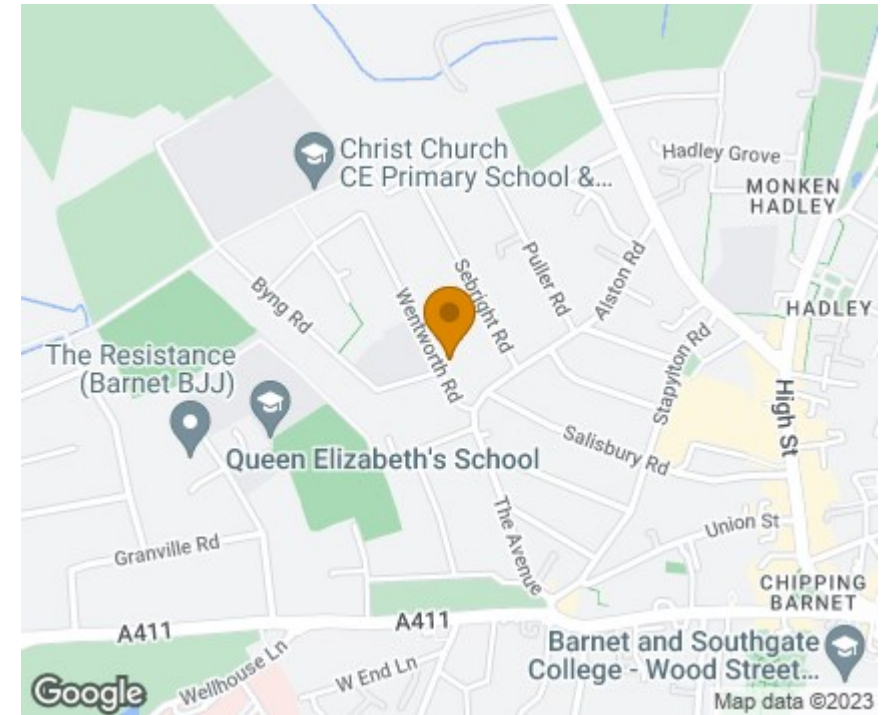 Christ Church
CE Primary School &...
Hadley Grove
MONKEN
HADLEY
Puller Rd
Sebright Rd
Alston Rd
Byng Rd
Wentworth Rd
HADLEY
The Resistance
(Barnet BJJ)
Stapylton Rd
High St
Queen Elizabeth's School
Salisbury Rd
The Avenue
Union St
Granville Rd
CHIPPING
BARNET
A411
A411
Barnet and Southgate
College - Wood Street...
W End Ln
Wellhouse Ln
Google
Map data ©2023